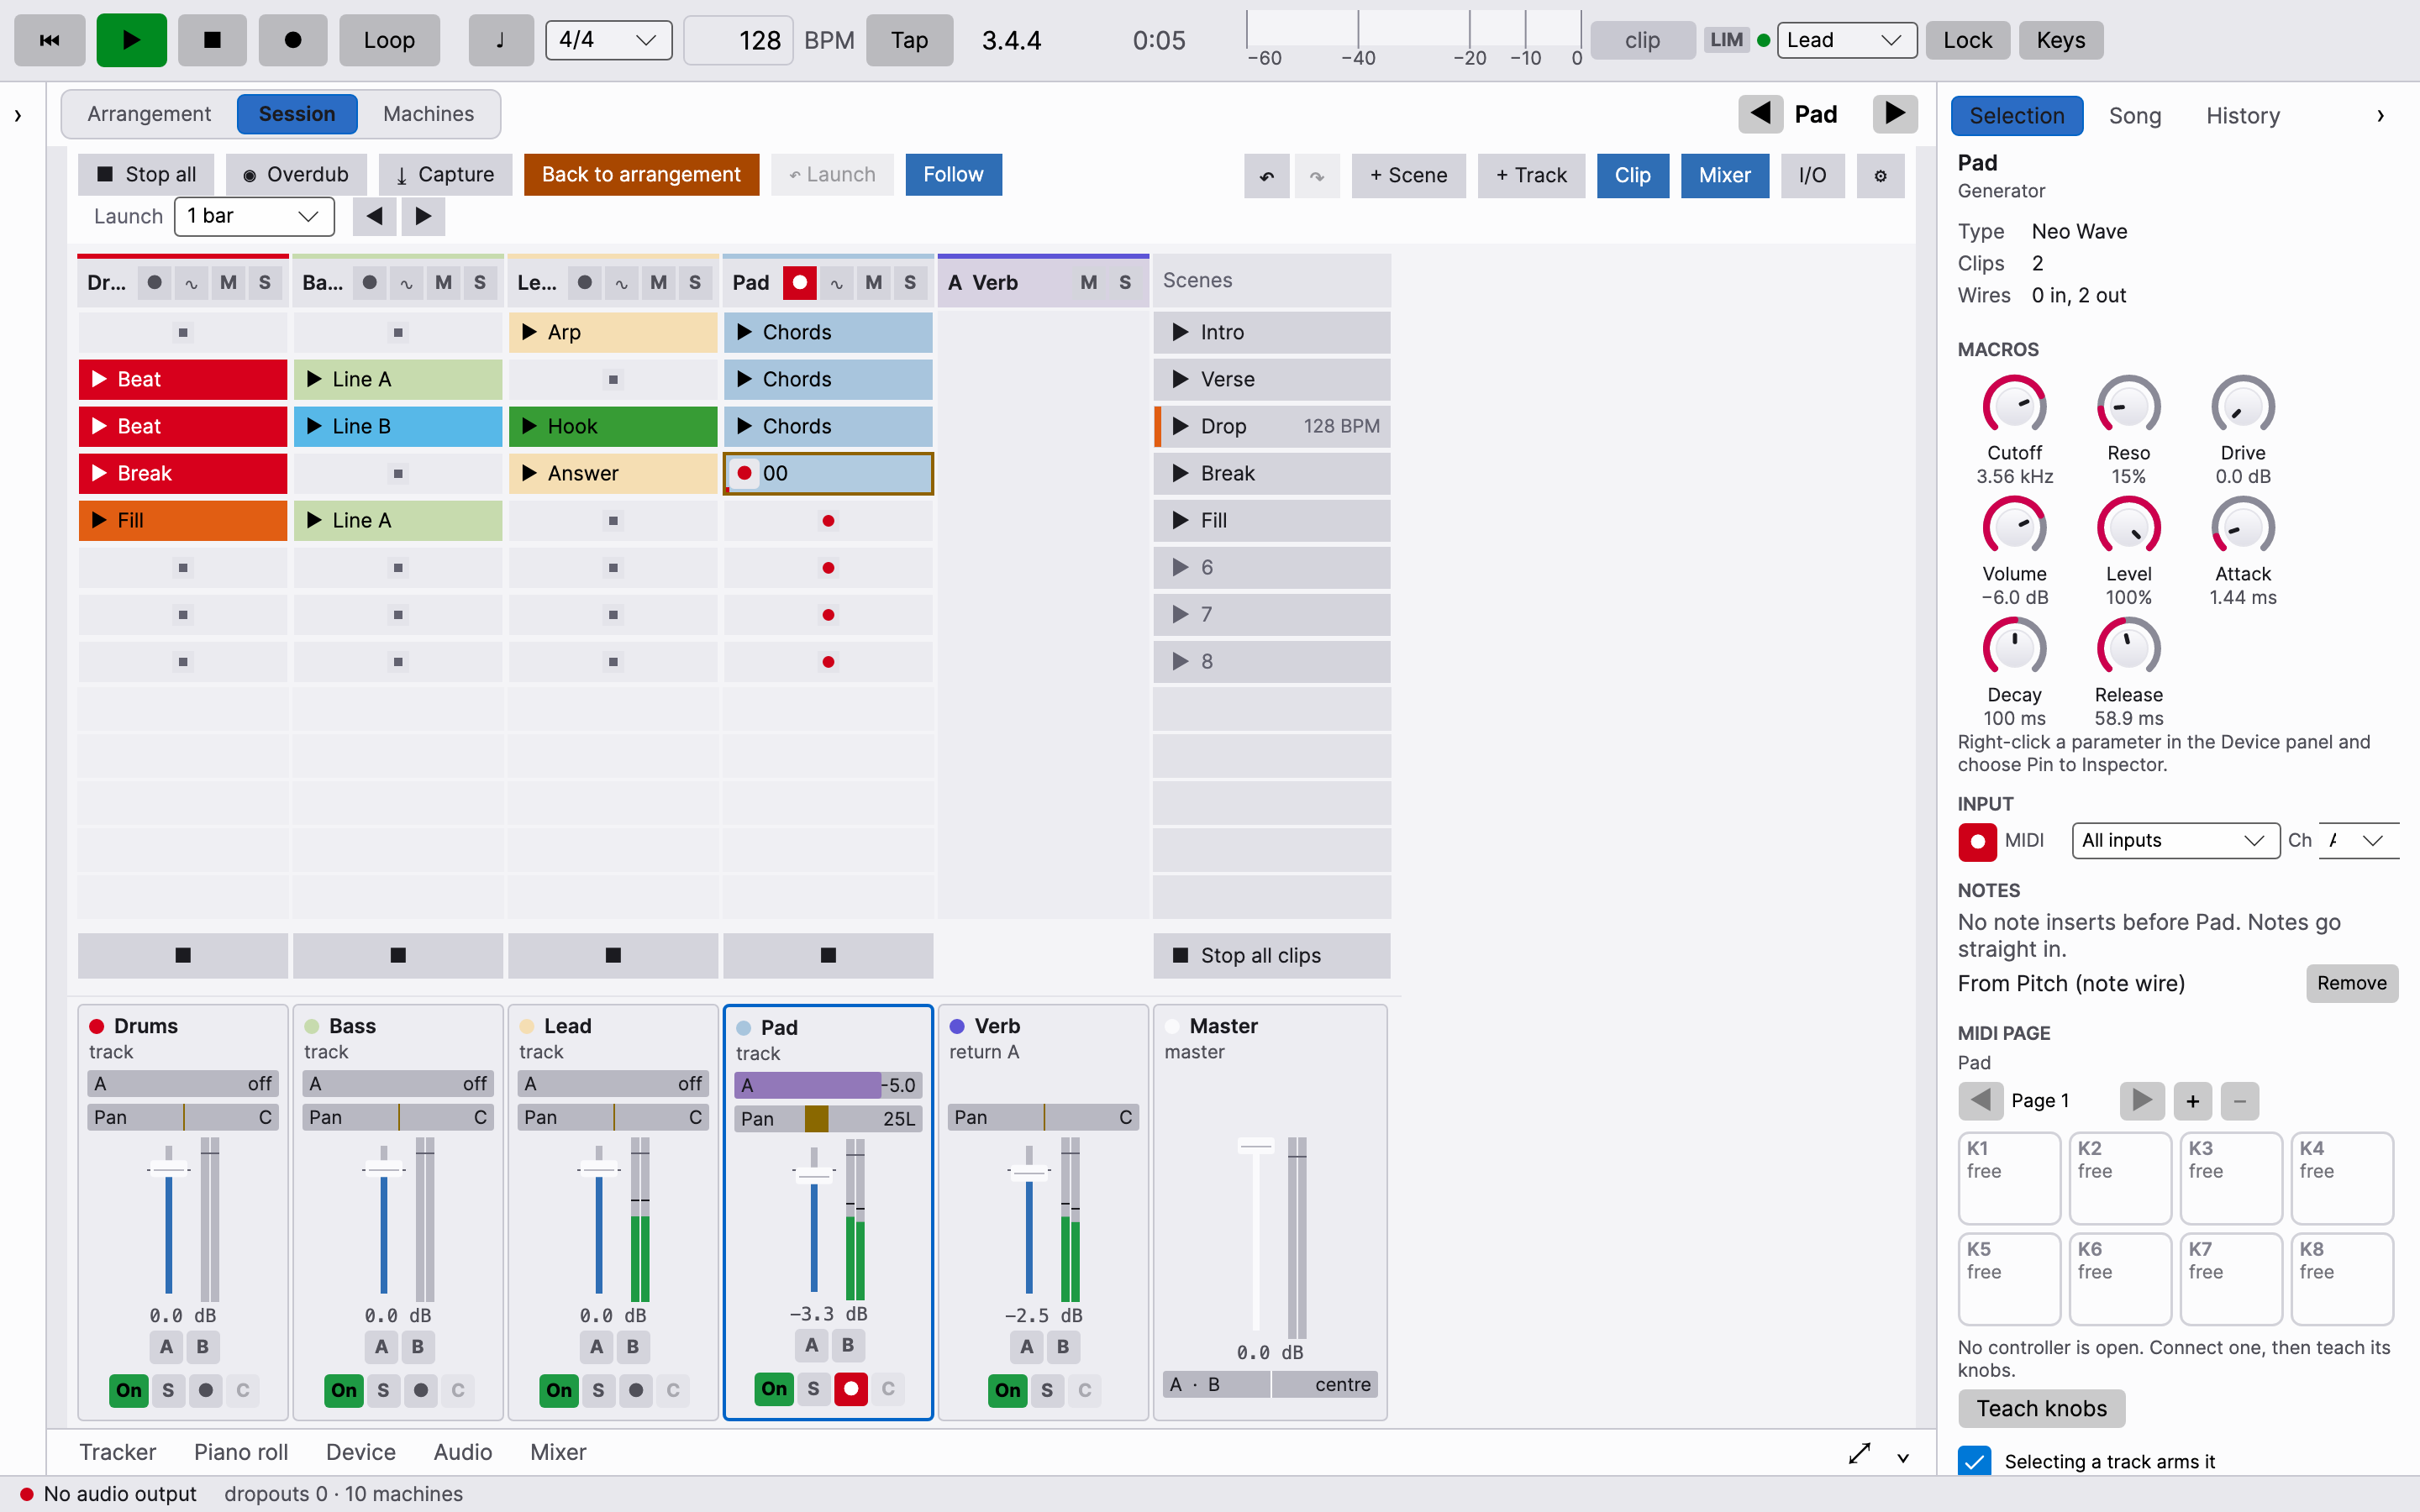 Loop 4/4 128 BPM Tap 3.4.4 0:05 −60 −40 −20 −10 0 clip LIM Lead Lock Keys
Arrangement Session Machines Pad
Stop all Overdub Capture Back to arrangement Launch Follow + Scene + Track Clip Mixer I/O
Launch 1 bar
Dr... M S Ba... M S Le... M S Pad M S A Verb M S Scenes
Arp Chords Intro
Beat Line A Chords Verse
Beat Line B Hook Chords Drop 128 BPM
Break Answer 00 Break
Fill Line A Fill
6
7
8
Stop all clips
Drums Bass Lead Pad Verb Master
track track track track return A master
A off A off A off A -5.0
Pan C Pan C Pan C Pan 25L Pan C
0.0 dB 0.0 dB 0.0 dB −3.3 dB −2.5 dB 0.0 dB
A B A B A B A B A B
A · B centre
On S C On S C On S C On S C On S C
Tracker Piano roll Device Audio Mixer
No audio output dropouts 0 · 10 machines
Selection Song History
Pad
Generator
Type Neo Wave
Clips 2
Wires 0 in, 2 out
MACROS
Cutoff Reso Drive
3.56 kHz 15% 0.0 dB
Volume Level Attack
−6.0 dB 100% 1.44 ms
Decay Release
100 ms 58.9 ms
Right-click a parameter in the Device panel and
choose Pin to Inspector.
INPUT
MIDI All inputs Ch
NOTES
No note inserts before Pad. Notes go
straight in.
From Pitch (note wire) Remove
MIDI PAGE
Pad
Page 1 + −
K1 K2 K3 K4
free free free free
K5 K6 K7 K8
free free free free
No controller is open. Connect one, then teach its
knobs.
Teach knobs
Selecting a track arms it